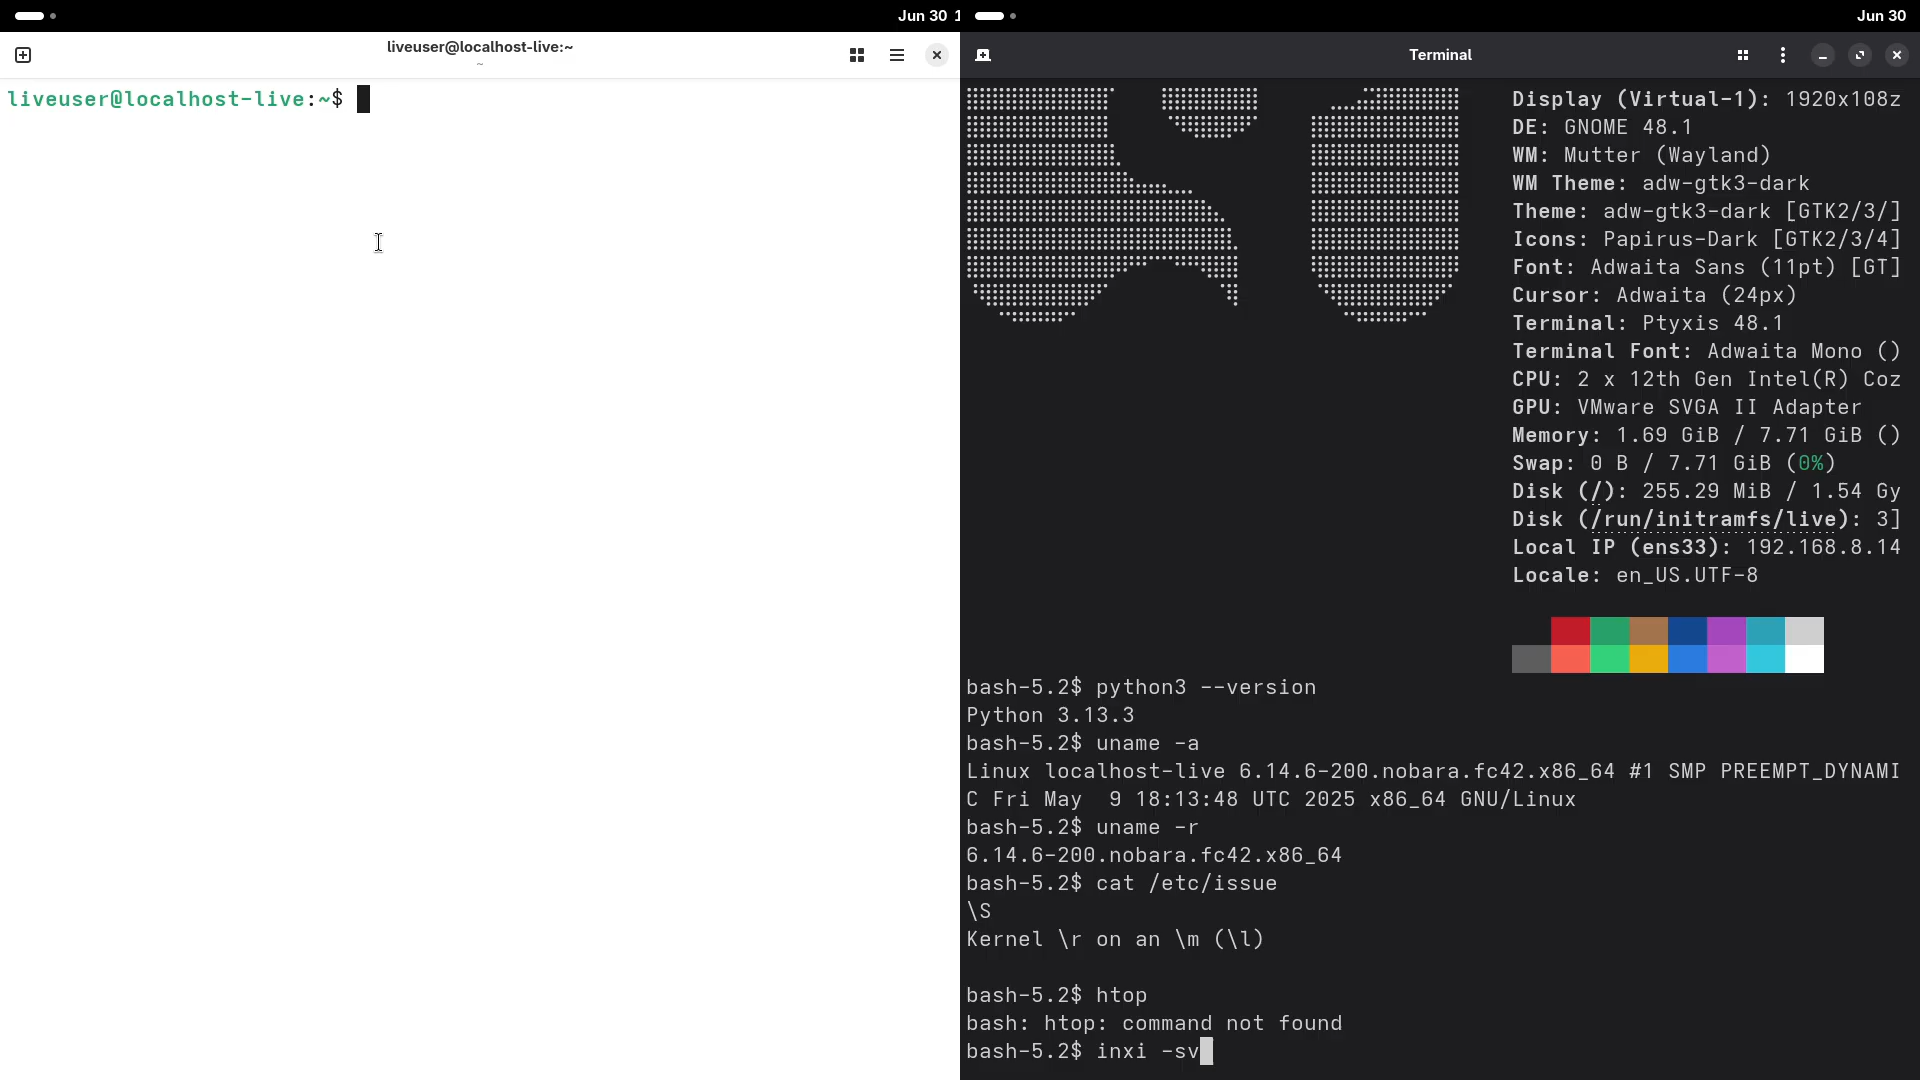 Jun 30 1
liveuser@localhost-live:~
~
liveuser@localhost-live:~$
Jun 30
Terminal
Display (Virtual-1): 1920x108z
DE: GNOME 48.1
WM: Mutter (Wayland)
WM Theme: adw-gtk3-dark
Theme: adw-gtk3-dark [GTK2/3/]
Icons: Papirus-Dark [GTK2/3/4]
Font: Adwaita Sans (11pt) [GT]
Cursor: Adwaita (24px)
Terminal: Ptyxis 48.1
Terminal Font: Adwaita Mono ()
CPU: 2 x 12th Gen Intel(R) Coz
GPU: VMware SVGA II Adapter
Memory: 1.69 GiB / 7.71 GiB ()
Swap: 0 B / 7.71 GiB (0%)
Disk (/): 255.29 MiB / 1.54 Gy
Disk (/run/initramfs/live): 3]
Local IP (ens33): 192.168.8.14
Locale: en_US.UTF-8
bash-5.2$ python3 --version
Python 3.13.3
bash-5.2$ uname -a
Linux localhost-live 6.14.6-200.nobara.fc42.x86_64 #1 SMP PREEMPT_DYNAMI
C Fri May  9 18:13:48 UTC 2025 x86_64 GNU/Linux
bash-5.2$ uname -r
6.14.6-200.nobara.fc42.x86_64
bash-5.2$ cat /etc/issue
\S
Kernel \r on an \m (\l)
bash-5.2$ htop
bash: htop: command not found
bash-5.2$ inxi -sv